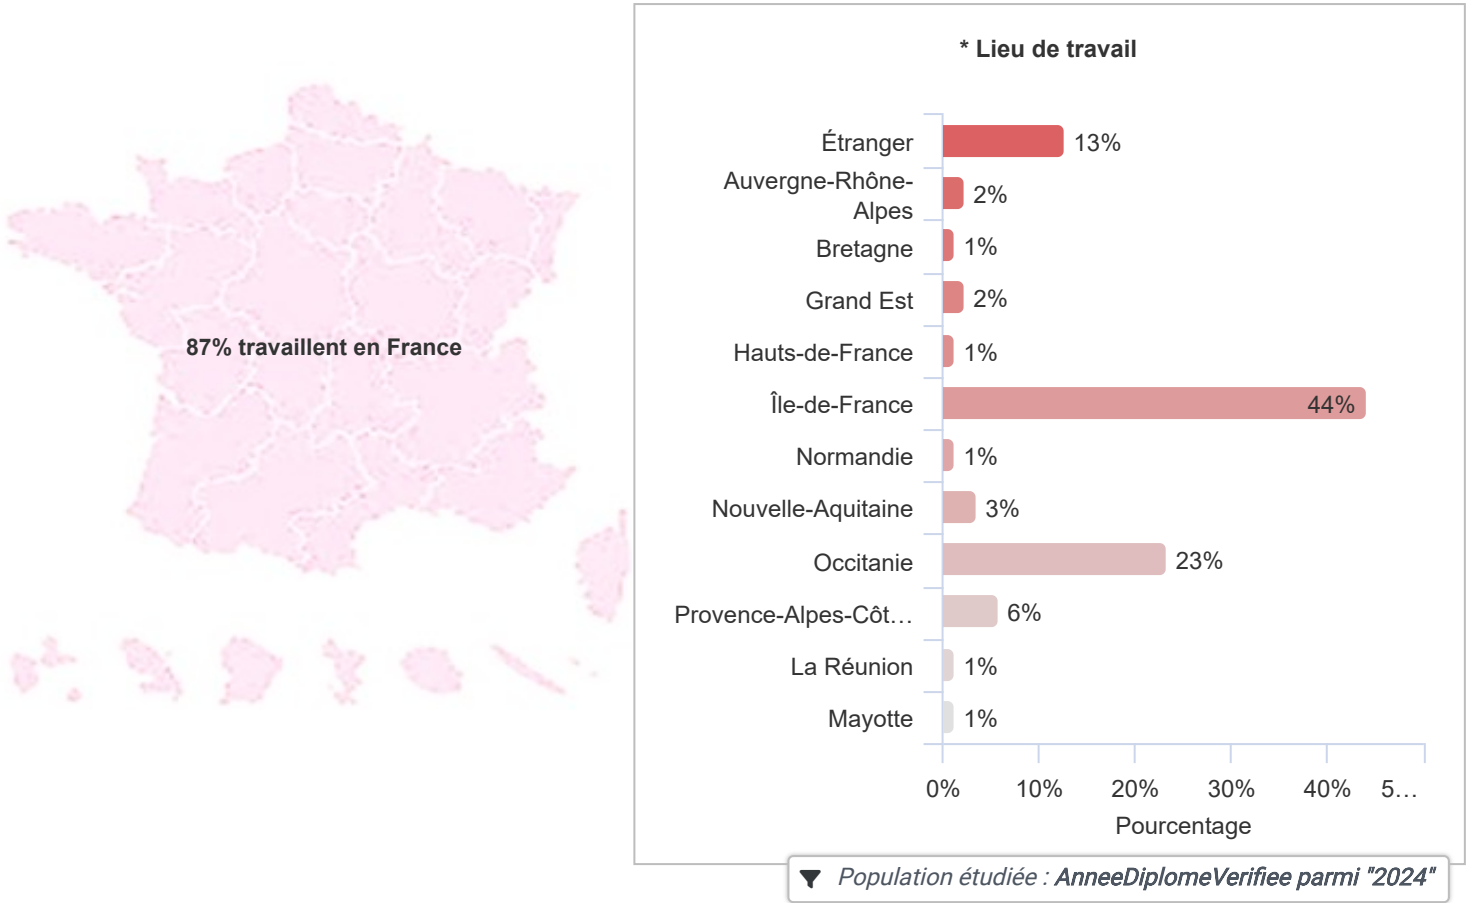 * Lieu de travail
Étranger 13%
Auvergne-Rhône-
Alpes 2%
Bretagne 1%
Grand Est 2%
Hauts-de-France 1%
87% travaillent en France
Île-de-France 44%
Normandie 1%
Nouvelle-Aquitaine 3%
Occitanie 23%
Provence-Alpes-Côt… 6%
La Réunion 1%
Mayotte 1%
0% 10% 20% 30% 40% 5…
Pourcentage
Population étudiée : AnneeDiplomeVerifiee parmi "2024"